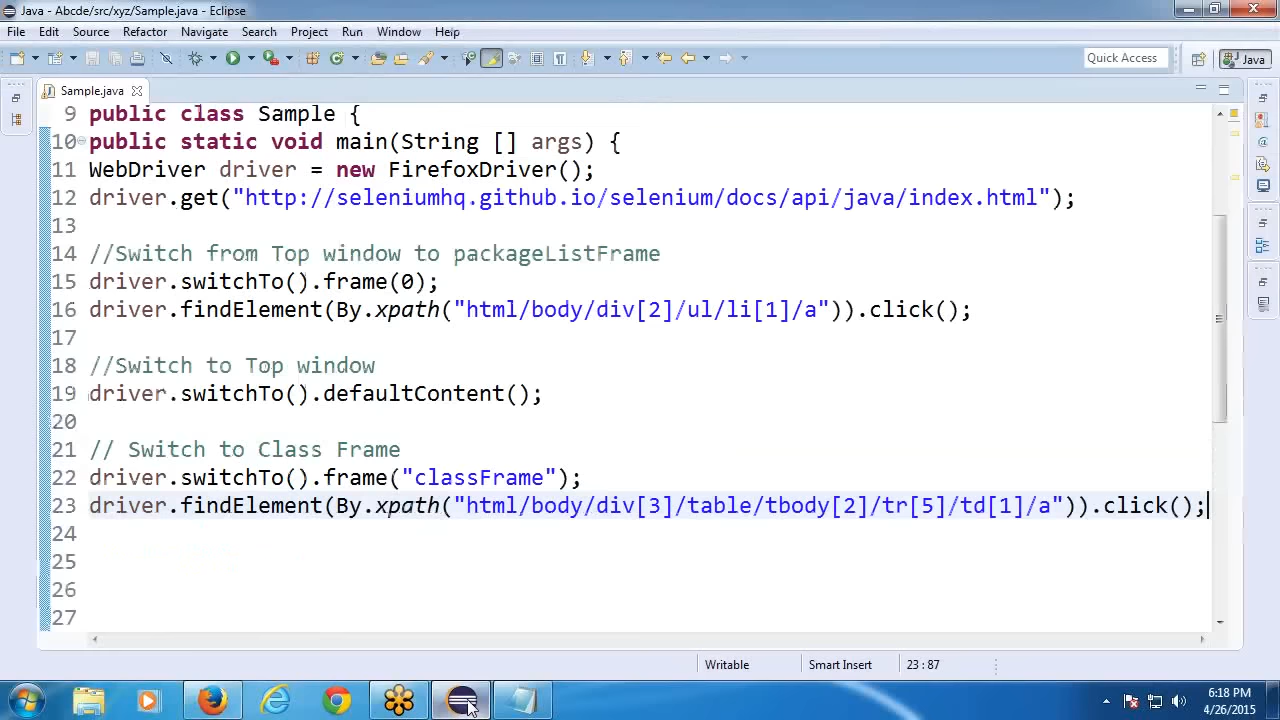 Java - Abcde/src/xyz/Sample.java - Eclipse
File Edit Source Refactor Navigate Search Project Run Window Help
Quick Access Java
Sample.java
9 public class Sample {
10 public static void main(String [] args) {
11 WebDriver driver = new FirefoxDriver();
12 driver.get("http://seleniumhq.github.io/selenium/docs/api/java/index.html");
13
14 //Switch from Top window to packageListFrame
15 driver.switchTo().frame(0);
16 driver.findElement(By.xpath("html/body/div[2]/ul/li[1]/a")).click();
17
18 //Switch to Top window
19 driver.switchTo().defaultContent();
20
21 // Switch to Class Frame
22 driver.switchTo().frame("classFrame");
23 driver.findElement(By.xpath("html/body/div[3]/table/tbody[2]/tr[5]/td[1]/a")).click();
24
25
26
27
Writable Smart Insert 23 : 87
6:18 PM
4/26/2015